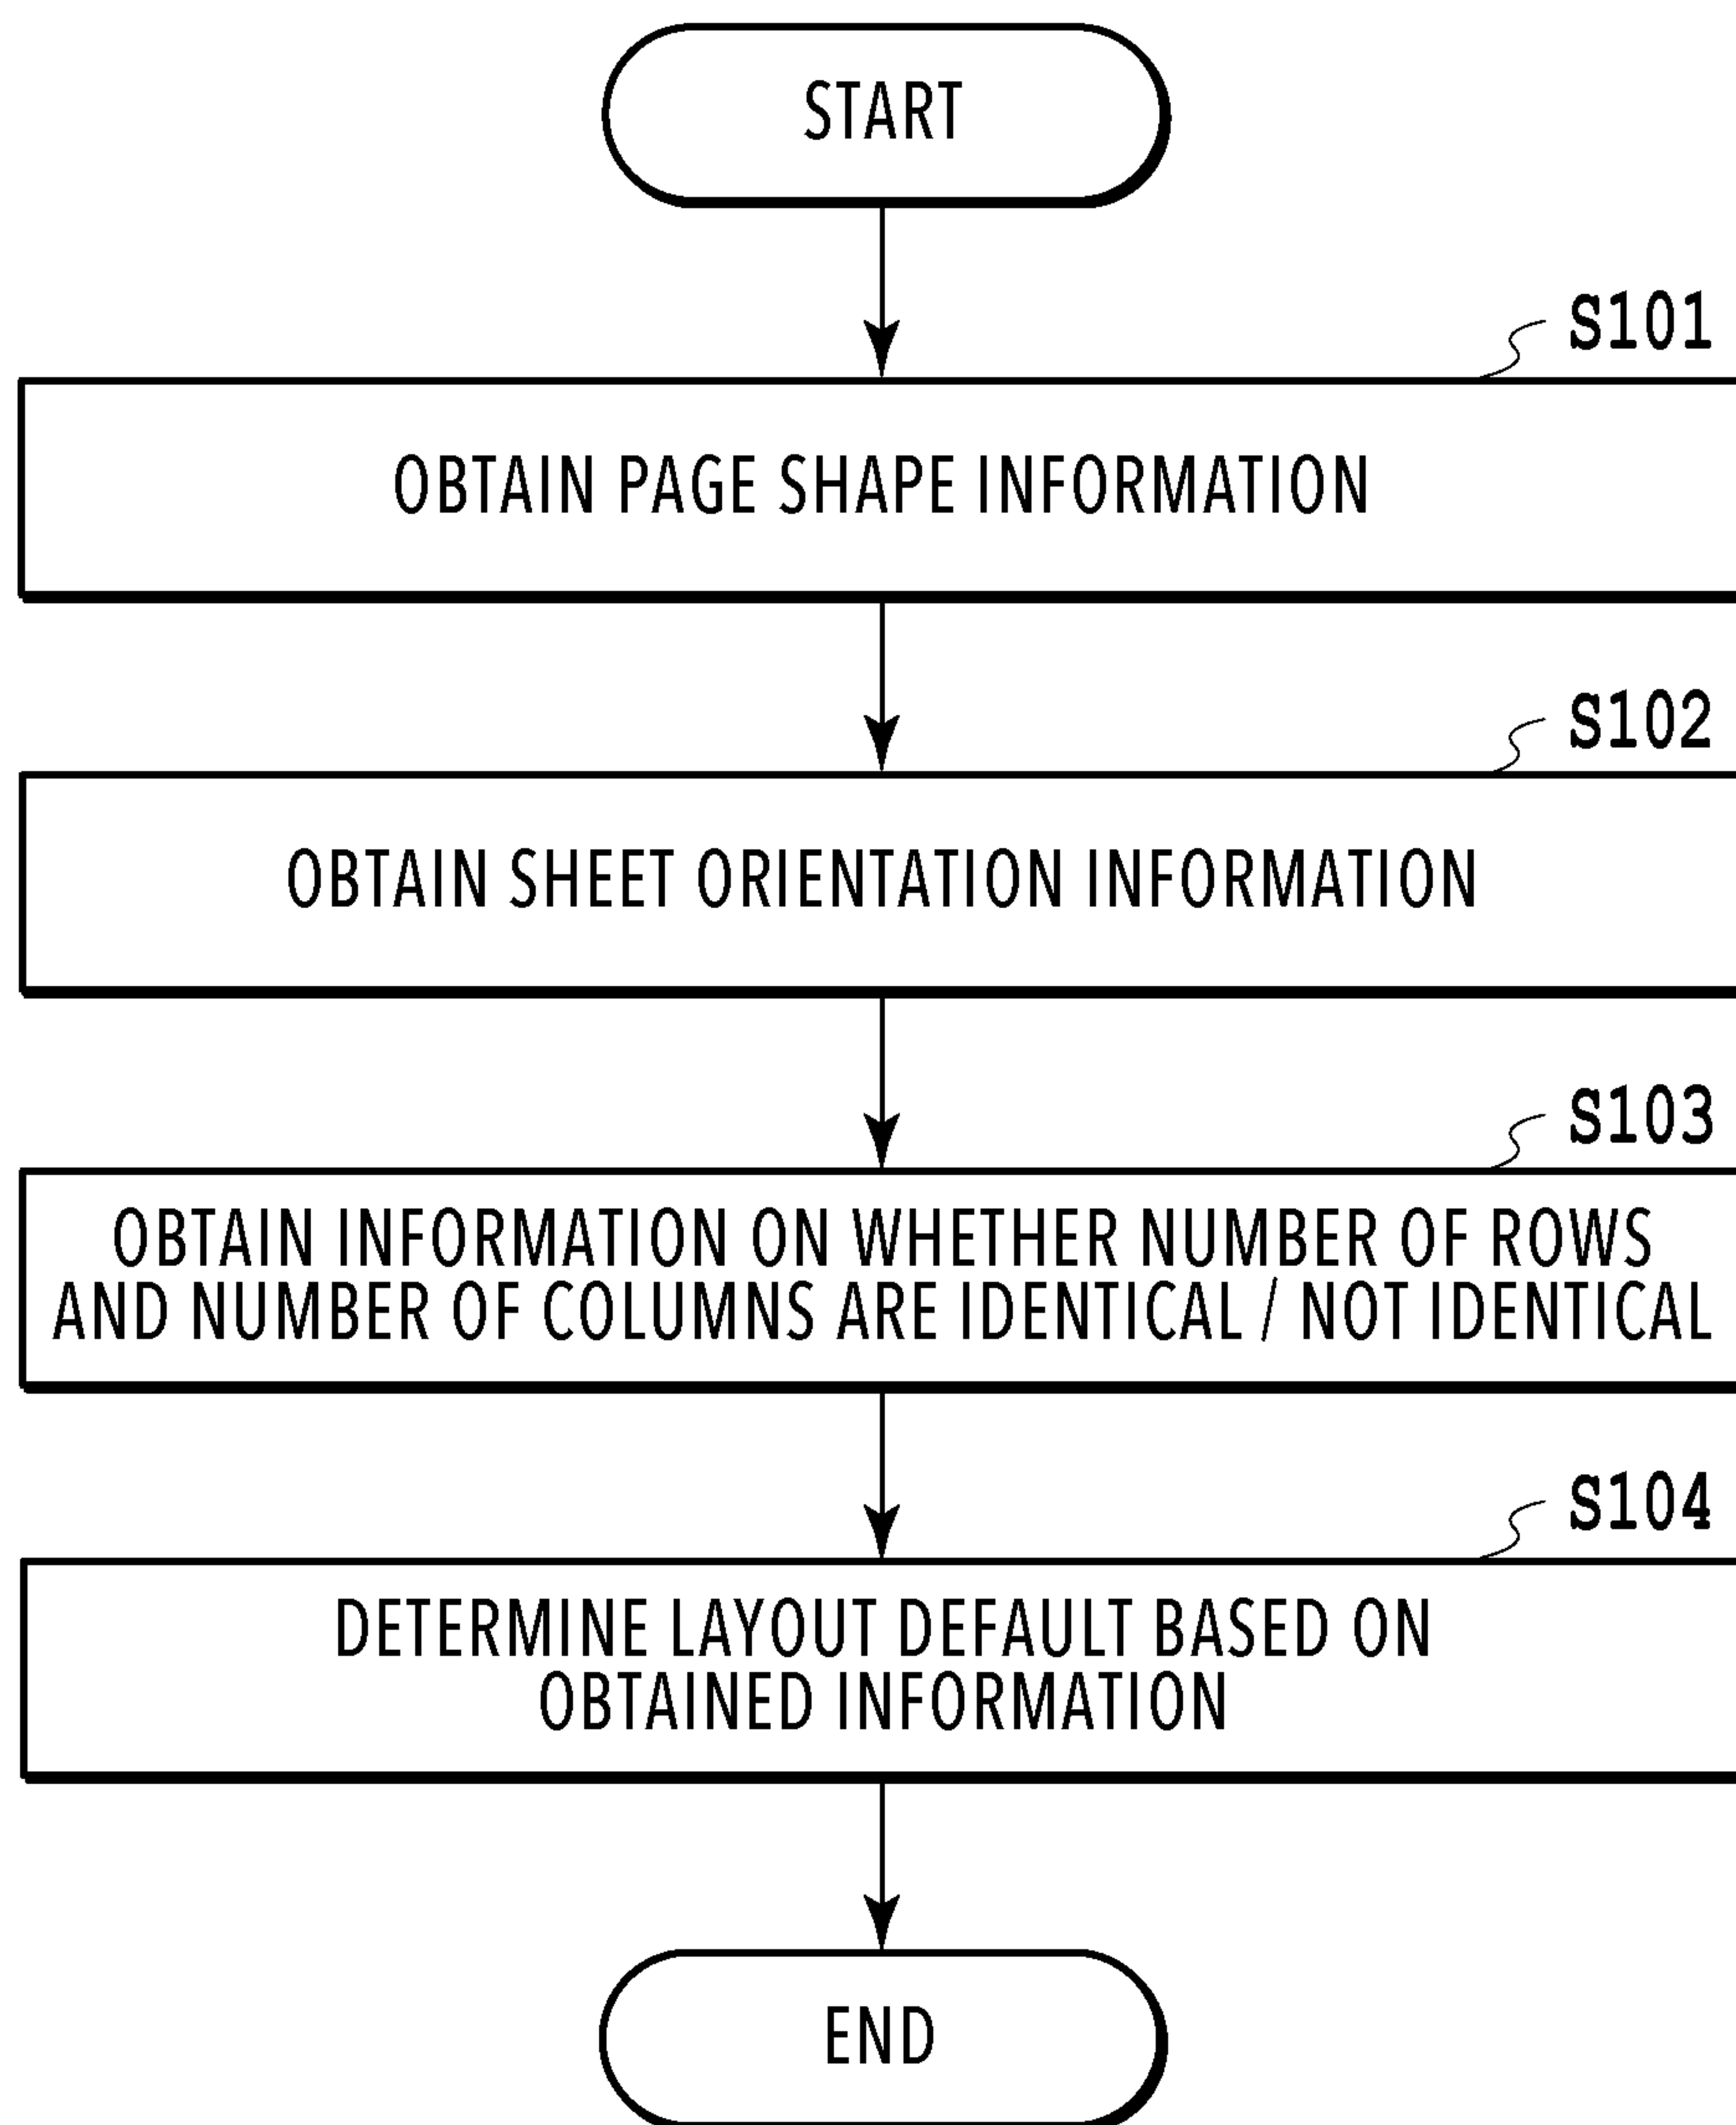 START
S101
OBTAIN PAGE SHAPE INFORMATION
S102
OBTAIN SHEET ORIENTATION INFORMATION
S103
OBTAIN INFORMATION ON WHETHER NUMBER OF ROWS
AND NUMBER OF COLUMNS ARE IDENTICAL / NOT IDENTICAL
S104
DETERMINE LAYOUT DEFAULT BASED ON
OBTAINED INFORMATION
END